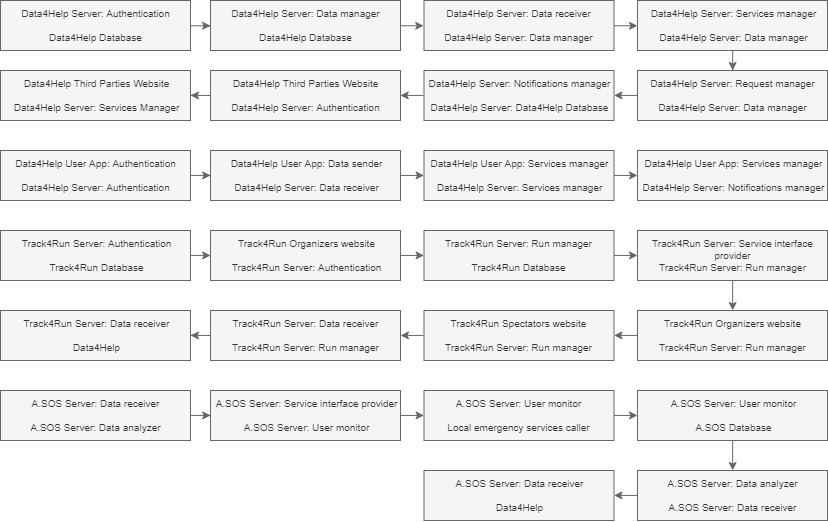 Data4Help Server: Authentication
Data4Help Database
Data4Help Server: Data manager
Data4Help Database
Data4Help Server: Data receiver
Data4Help Server: Data manager
Data4Help Server: Services manager
Data4Help Server: Data manager
Data4Help Third Parties Website
Data4Help Server: Services Manager
Data4Help Third Parties Website
Data4Help Server: Authentication
Data4Help Server: Notifications manager
Data4Help Server: Data4Help Database
Data4Help Server: Request manager
Data4Help Server: Data manager
Data4Help User App: Authentication
Data4Help Server: Authentication
Data4Help User App: Data sender
Data4Help Server: Data receiver
Data4Help User App: Services manager
Data4Help Server: Services manager
Data4Help User App: Services manager
Data4Help Server: Notifications manager
Track4Run Server: Authentication
Track4Run Database
Track4Run Organizers website
Track4Run Server: Authentication
Track4Run Server: Run manager
Track4Run Database
Track4Run Server: Service interface
provider
Track4Run Server: Run manager
Track4Run Server: Data receiver
Data4Help
Track4Run Server: Data receiver
Track4Run Server: Run manager
Track4Run Spectators website
Track4Run Server: Run manager
Track4Run Organizers website
Track4Run Server: Run manager
A.SOS Server: Data receiver
A.SOS Server: Data analyzer
A.SOS Server: Service interface provider
A.SOS Server: User monitor
A.SOS Server: User monitor
Local emergency services caller
A.SOS Server: User monitor
A.SOS Database
A.SOS Server: Data receiver
Data4Help
A.SOS Server: Data analyzer
A.SOS Server: Data receiver